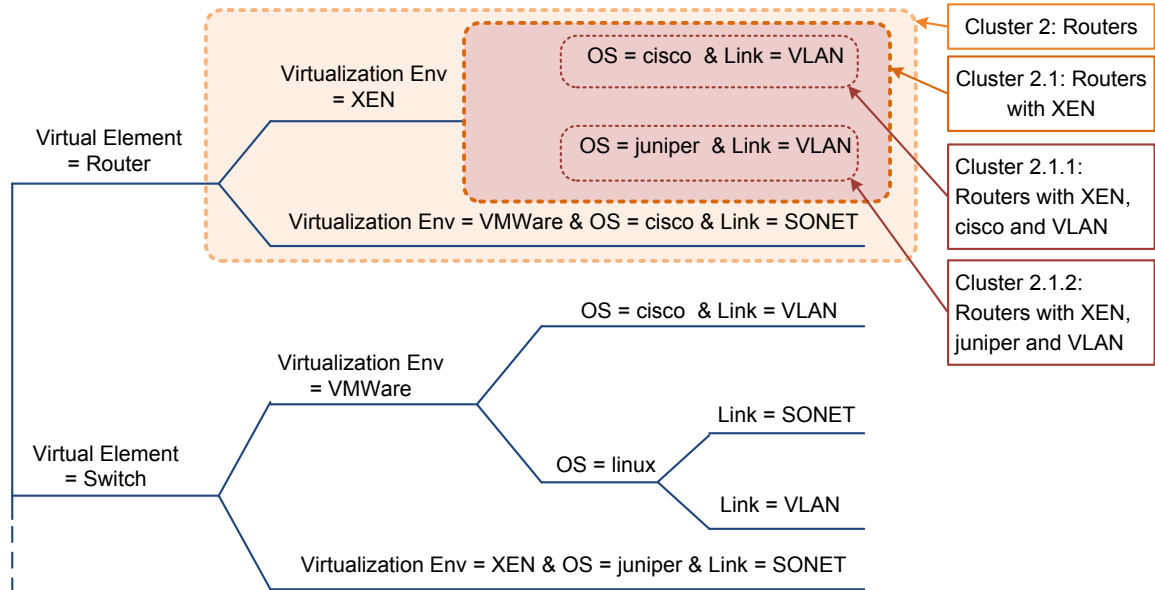 Cluster 2: Routers
OS = cisco & Link = VLAN
Virtualization Env
= XEN
Cluster 2.1: Routers
with XEN
Virtual Element
= Router
OS = juniper & Link = VLAN
Cluster 2.1.1:
Routers with XEN,
cisco and VLAN
Virtualization Env = VMWare & OS = cisco & Link = SONET
Cluster 2.1.2:
Routers with XEN,
juniper and VLAN
OS = cisco & Link = VLAN
Virtualization Env
= VMWare
Link = SONET
Virtual Element
= Switch
OS = linux
Link = VLAN
Virtualization Env = XEN & OS = juniper & Link = SONET